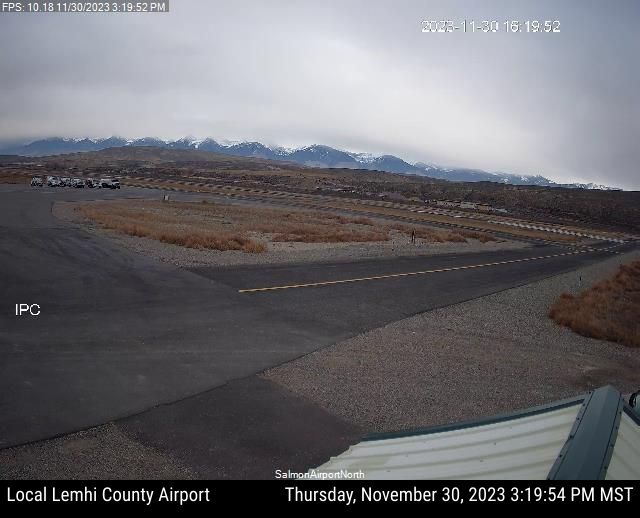 FPS: 10.18 11/30/2023 3:19:52 PM
2023-11-30 15:19:52
IPC
SalmonAirportNorth
Local Lemhi County Airport
Thursday, November 30, 2023 3:19:54 PM MST